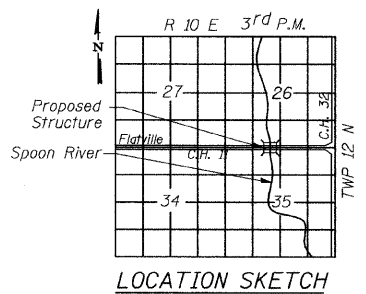 R 10 E 3rd P.M.
N
27 26
Proposed
Structure
C.H. 32
Flatville
C.H. 11
Spoon River
TWP 12 N
34 35
LOCATION SKETCH